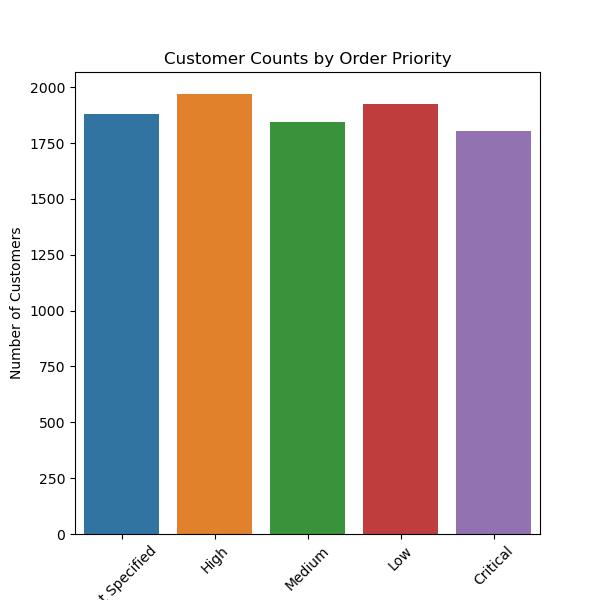 Customer Counts by Order Priority
2000
1750
1500
1250
1000
750
500
250
0
Number of Customers
t Specified
High
Medium
Low
Critical